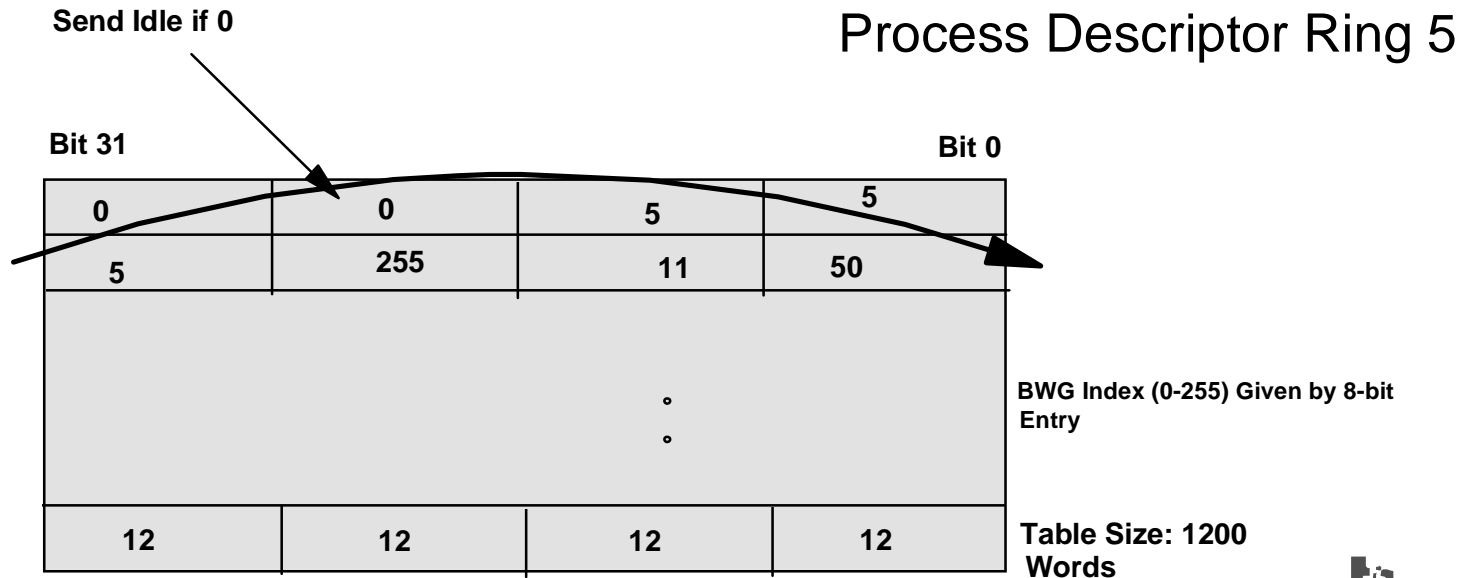 Send Idle if 0
Process Descriptor Ring 5
Bit 31
Bit 0
0 0 5 5
5 255 11 50
BWG Index (0-255) Given by 8-bit
Entry
12 12 12 12
Table Size: 1200
Words